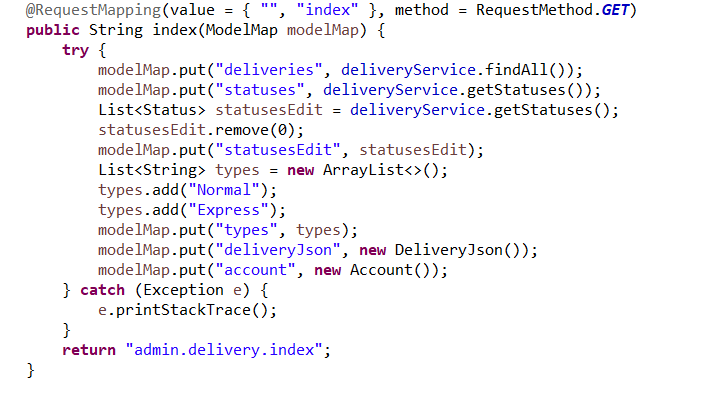 @RequestMapping(value = { "", "index" }, method = RequestMethod.GET)
public String index(ModelMap modelMap) {
try {
modelMap.put("deliveries", deliveryService.findAll());
modelMap.put("statuses", deliveryService.getStatuses());
List<Status> statusesEdit = deliveryService.getStatuses();
statusesEdit.remove(0);
modelMap.put("statusesEdit", statusesEdit);
List<String> types = new ArrayList<>();
types.add("Normal");
types.add("Express");
modelMap.put("types", types);
modelMap.put("deliveryJson", new DeliveryJson());
modelMap.put("account", new Account());
} catch (Exception e) {
e.printStackTrace();
}
return "admin.delivery.index";
}